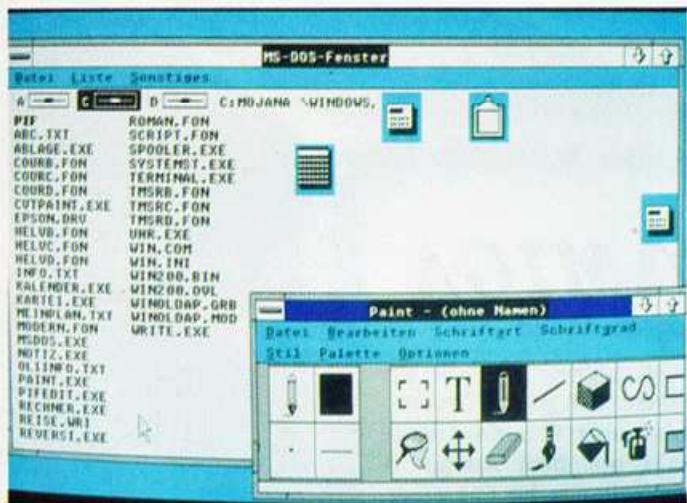 MS-DOS-Fenster
Datei Liste Sonstiges
A C D C:MOJANA \WINDOWS,
PIF ROMAN.FON
ABC.TXT SCRIPT.FON
ABLAGE.EXE SPOOLER.EXE
COURB.FON SYSTEMST.EXE
COURC.FON TERMINAL.EXE
COURD.FON TMSRB.FON
CVTPAINT.EXE TMSRC.FON
EPSON.DRV TMSRD.FON
HELVB.FON UHR.EXE
HELVC.FON WIN.COM
HELVD.FON WIN.INI
INFO.TXT WIN200.BIN
KALENDER.EXE WIN200.OVL
KARTEI.EXE WINOLDAP.GRB
MEINPLAN.TXT WINOLDAP.MOD
MODERN.FON WRITE.EXE
MSDOS.EXE
NOTIZ.EXE
OLIINFO.TXT
PAINT.EXE
PIFEDIT.EXE
RECHNER.EXE
REISE.WRI
REVERSI.EXE
Paint - (ohne Namen)
Datei Bearbeiten Schriftart Schriftgrad
Stil Palette Optionen
T